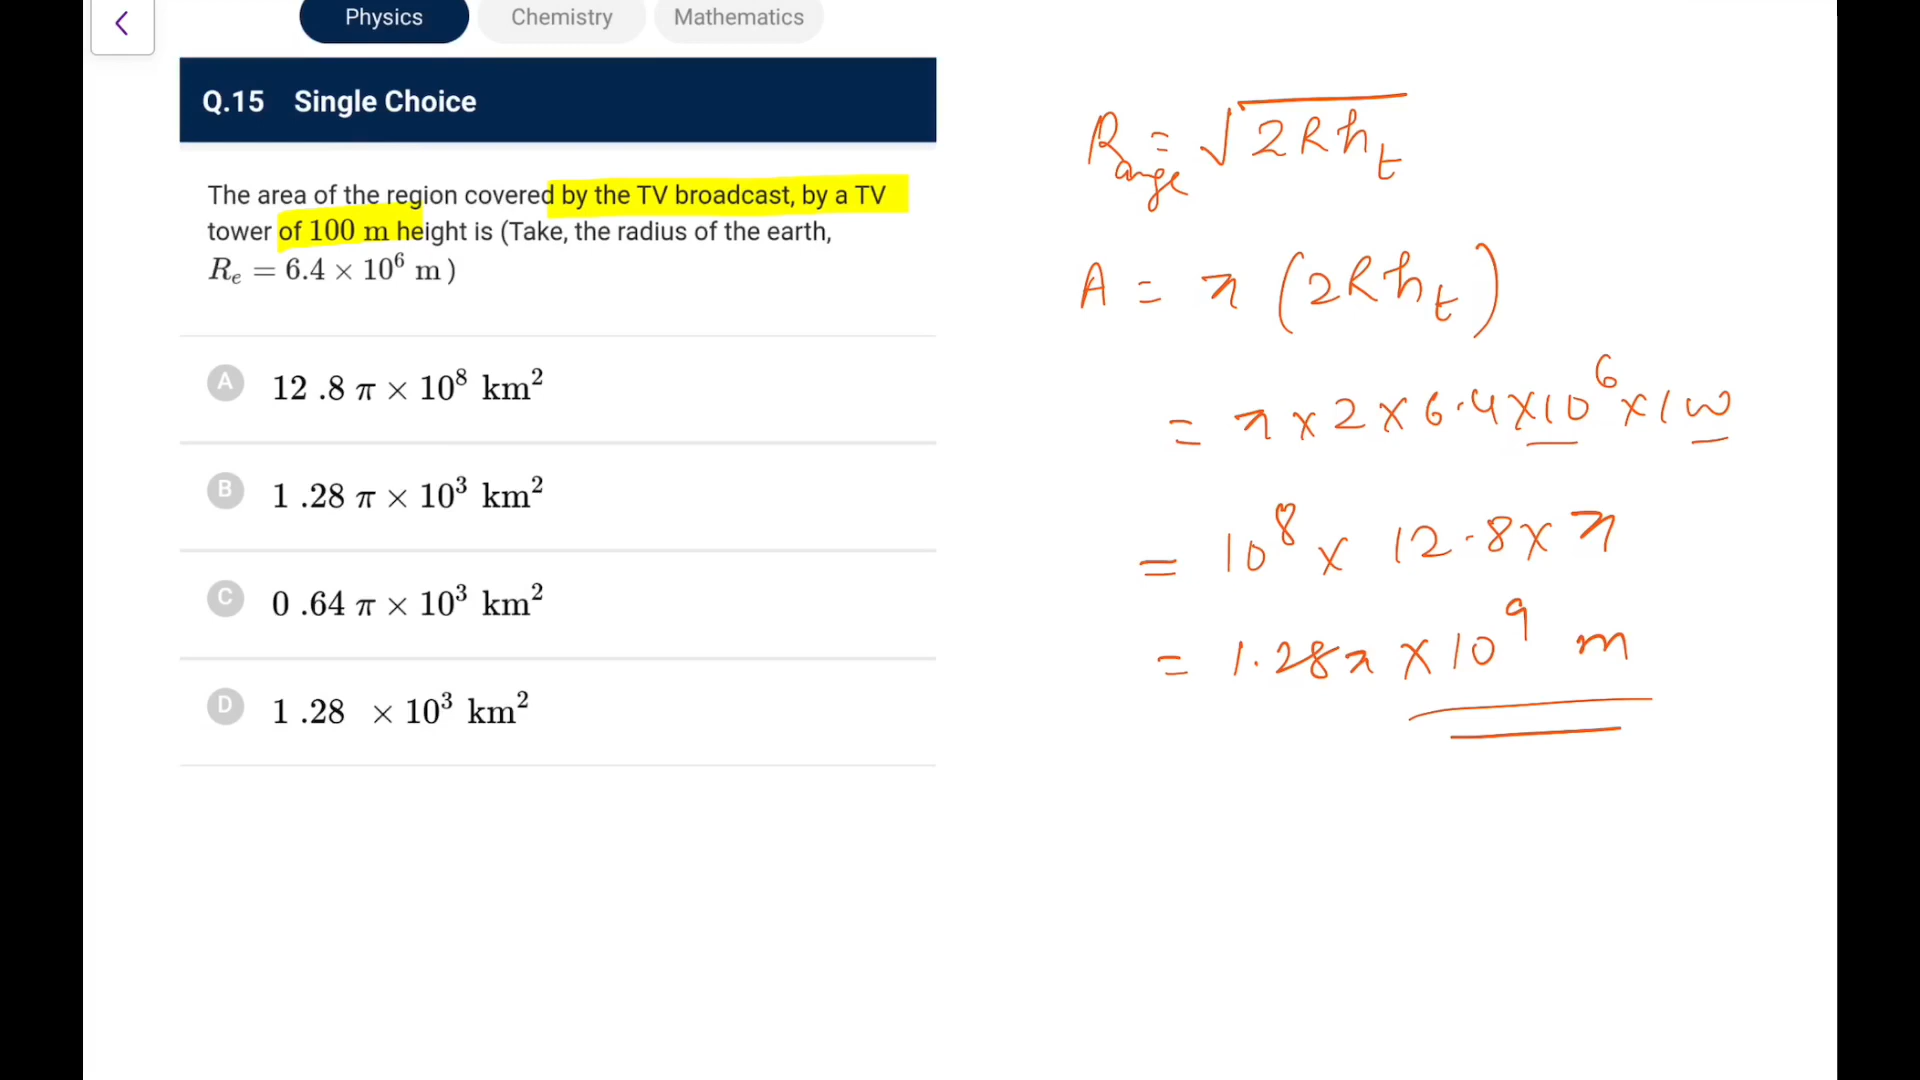 Physics Chemistry Mathematics
Q.15 Single Choice
The area of the region covered by the TV broadcast, by a TV
tower of 100 m height is (Take, the radius of the earth,
Rₑ = 6.4 × 10⁶ m)
A 12 .8 π × 10⁸ km²
B 1 .28 π × 10³ km²
C 0 .64 π × 10³ km²
D 1 .28 × 10³ km²
Range = √2Rhₜ
A = π (2Rhₜ)
= π × 2 × 6.4 × 10⁶ × 100
= 10⁸ × 12.8 × π
= 1.28π × 10⁹ m